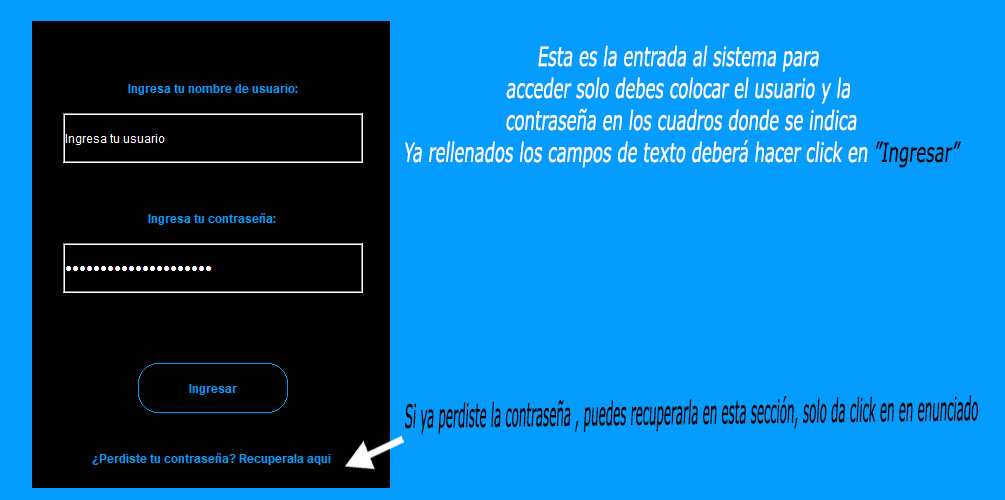 Ingresa tu nombre de usuario:
Ingresa tu usuario
Ingresa tu contraseña:
●●●●●●●●●●●●●●●●●●●●●
Ingresar
¿Perdiste tu contraseña? Recuperala aqui
Esta es la entrada al sistema para
acceder solo debes colocar el usuario y la
contraseña en los cuadros donde se indica
Ya rellenados los campos de texto deberá hacer click en "Ingresar"
Si ya perdiste la contraseña , puedes recuperarla en esta sección, solo da click en en enunciado